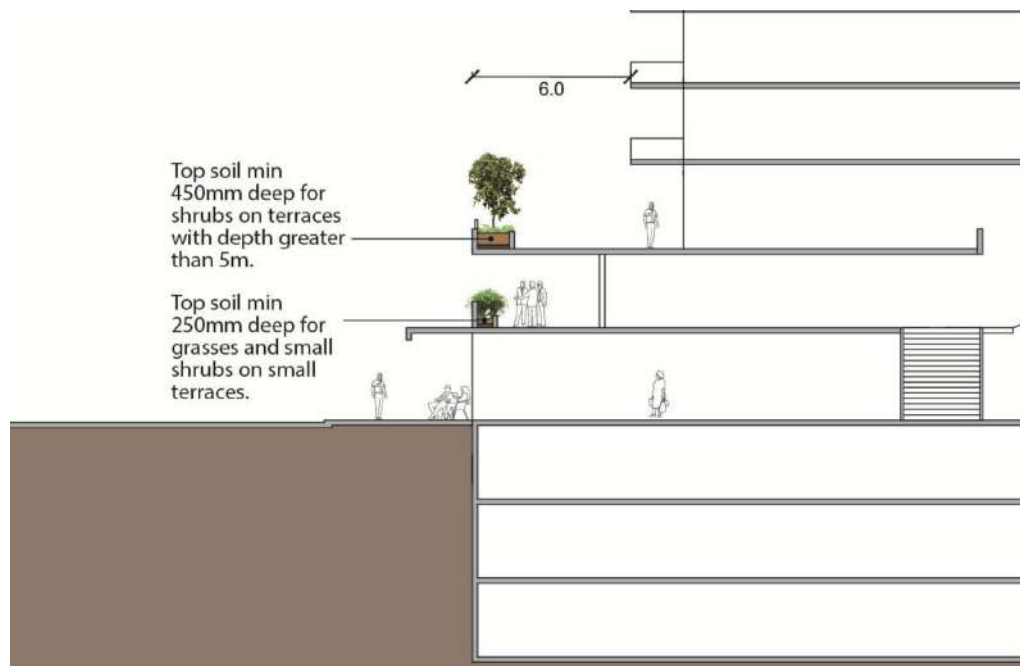 6.0
Top soil min
450mm deep for
shrubs on terraces
with depth greater
than 5m.
Top soil min
250mm deep for
grasses and small
shrubs on small
terraces.